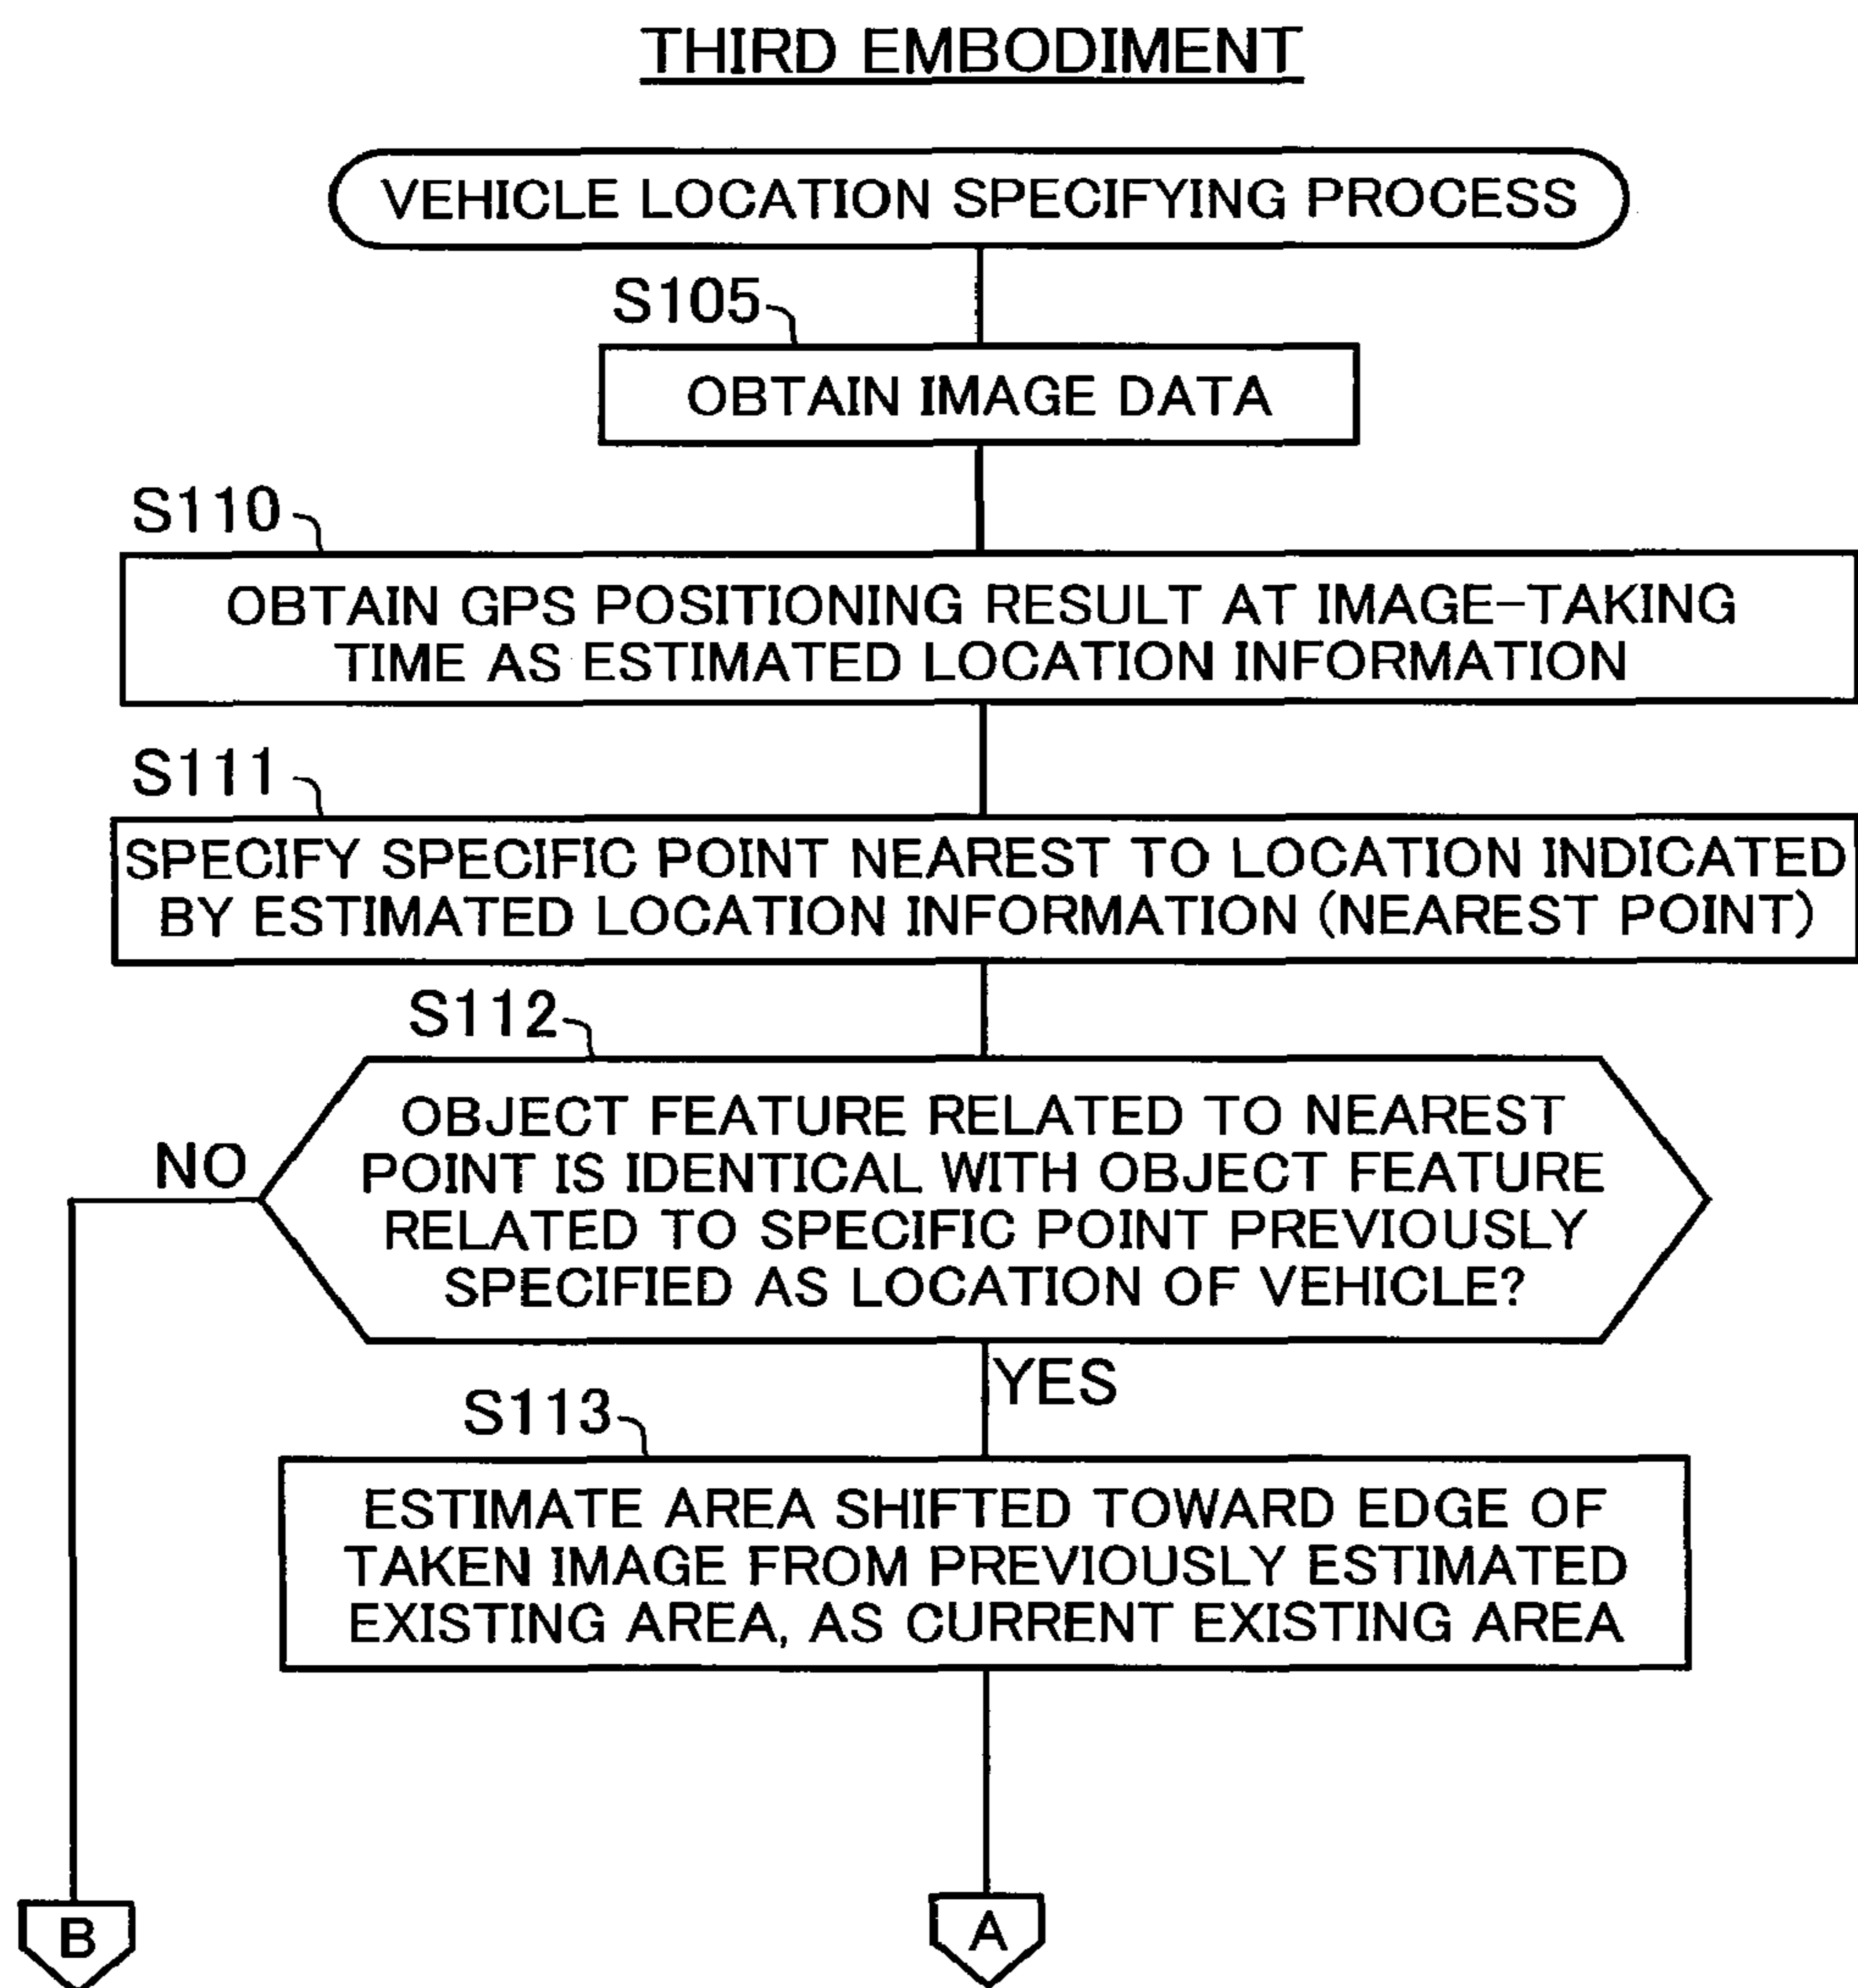 THIRD EMBODIMENT
VEHICLE LOCATION SPECIFYING PROCESS
S105
OBTAIN IMAGE DATA
S110
OBTAIN GPS POSITIONING RESULT AT IMAGE-TAKING
TIME AS ESTIMATED LOCATION INFORMATION
S111
SPECIFY SPECIFIC POINT NEAREST TO LOCATION INDICATED
BY ESTIMATED LOCATION INFORMATION (NEAREST POINT)
S112
OBJECT FEATURE RELATED TO NEAREST
POINT IS IDENTICAL WITH OBJECT FEATURE
RELATED TO SPECIFIC POINT PREVIOUSLY
SPECIFIED AS LOCATION OF VEHICLE?
NO
YES
S113
ESTIMATE AREA SHIFTED TOWARD EDGE OF
TAKEN IMAGE FROM PREVIOUSLY ESTIMATED
EXISTING AREA, AS CURRENT EXISTING AREA
B
A